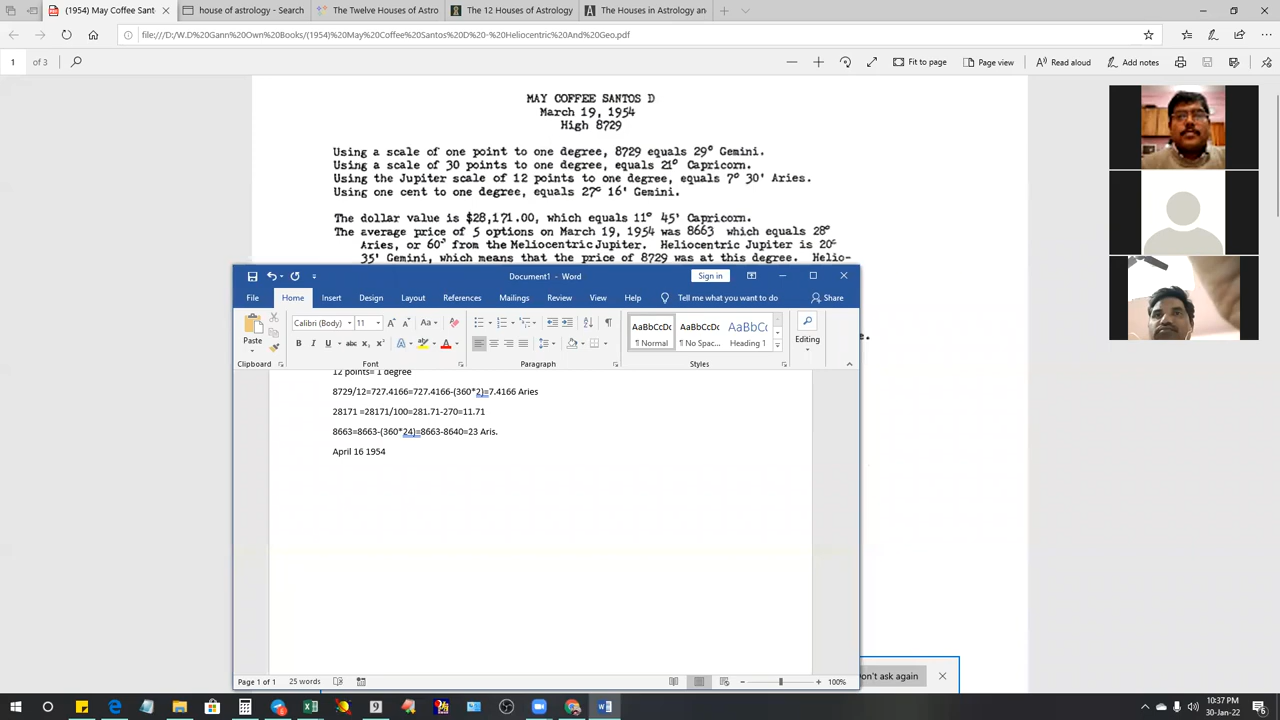 (1954) May Coffee Sant
house of astrology - Search
The Twelve Houses of Astro
The 12 Houses of Astrology
The Houses in Astrology an
file:///D:/W.D%20Gann%20Own%20Books/(1954)%20May%20Coffee%20Santos%20D%20-%20Heliocentric%20And%20Geo.pdf
1 of 3
Fit to page
Page view
Read aloud
Add notes
MAY COFFEE SANTOS D
March 19, 1954
High 8729
Using a scale of one point to one degree, 8729 equals 29° Gemini.
Using a scale of 30 points to one degree, equals 21° Capricorn.
Using the Jupiter scale of 12 points to one degree, equals 7° 30' Aries.
Using one cent to one degree, equals 27° 16' Gemini.
The dollar value is $28,171.00, which equals 11° 45' Capricorn.
The average price of 5 options on March 19, 1954 was 8663 which equals 28°
Aries, or 60° from the Meliocentric Jupiter. Heliocentric Jupiter is 20°
35' Gemini, which means that the price of 8729 was at this degree. Helio-
e.
Document1 - Word
Sign in
File Home Insert Design Layout References Mailings Review View Help Tell me what you want to do Share
Paste
Calibri (Body) 11
AaBbCcDc AaBbCcDc AaBbCc
¶ Normal ¶ No Spac... Heading 1
Editing
Clipboard Font Paragraph Styles
12 points= 1 degree
8729/12=727.4166=727.4166-(360*2)=7.4166 Aries
28171 =28171/100=281.71-270=11.71
8663=8663-(360*24)=8663-8640=23 Aris.
April 16 1954
on't ask again
Page 1 of 1 25 words
100%
10:37 PM
30-Jan-22